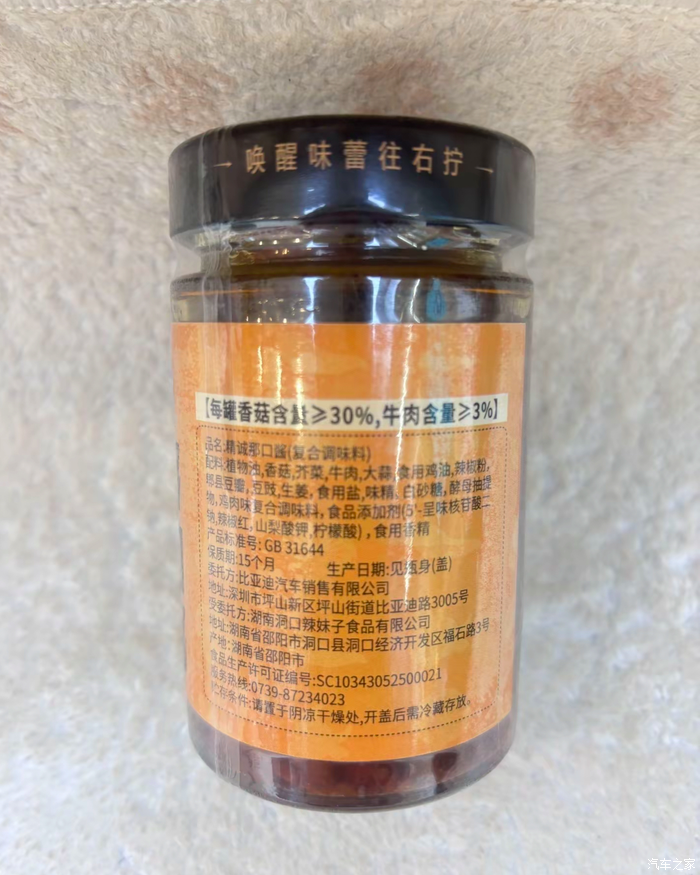 → 唤醒味蕾往右拧 →
【每罐香菇含量≥30%,牛肉含量≥3%】
品名:精诚那口酱(复合调味料)
配料:植物油,香菇,芥菜,牛肉,大蒜,食用鸡油,辣椒粉,
郫县豆瓣,豆豉,生姜,食用盐,味精,白砂糖,酵母抽提
物,鸡肉味复合调味料,食品添加剂(5'-呈味核苷酸二
钠,辣椒红,山梨酸钾,柠檬酸),食用香精
产品标准号:GB 31644
保质期:15个月 生产日期:见瓶身(盖)
委托方:比亚迪汽车销售有限公司
地址:深圳市坪山新区坪山街道比亚迪路3005号
受委托方:湖南洞口辣妹子食品有限公司
地址:湖南省邵阳市洞口县洞口经济开发区福石路3号
产地:湖南省邵阳市
食品生产许可证编号:SC10343052500021
服务热线:0739-87234023
贮存条件:请置于阴凉干燥处,开盖后需冷藏存放。
汽车之家